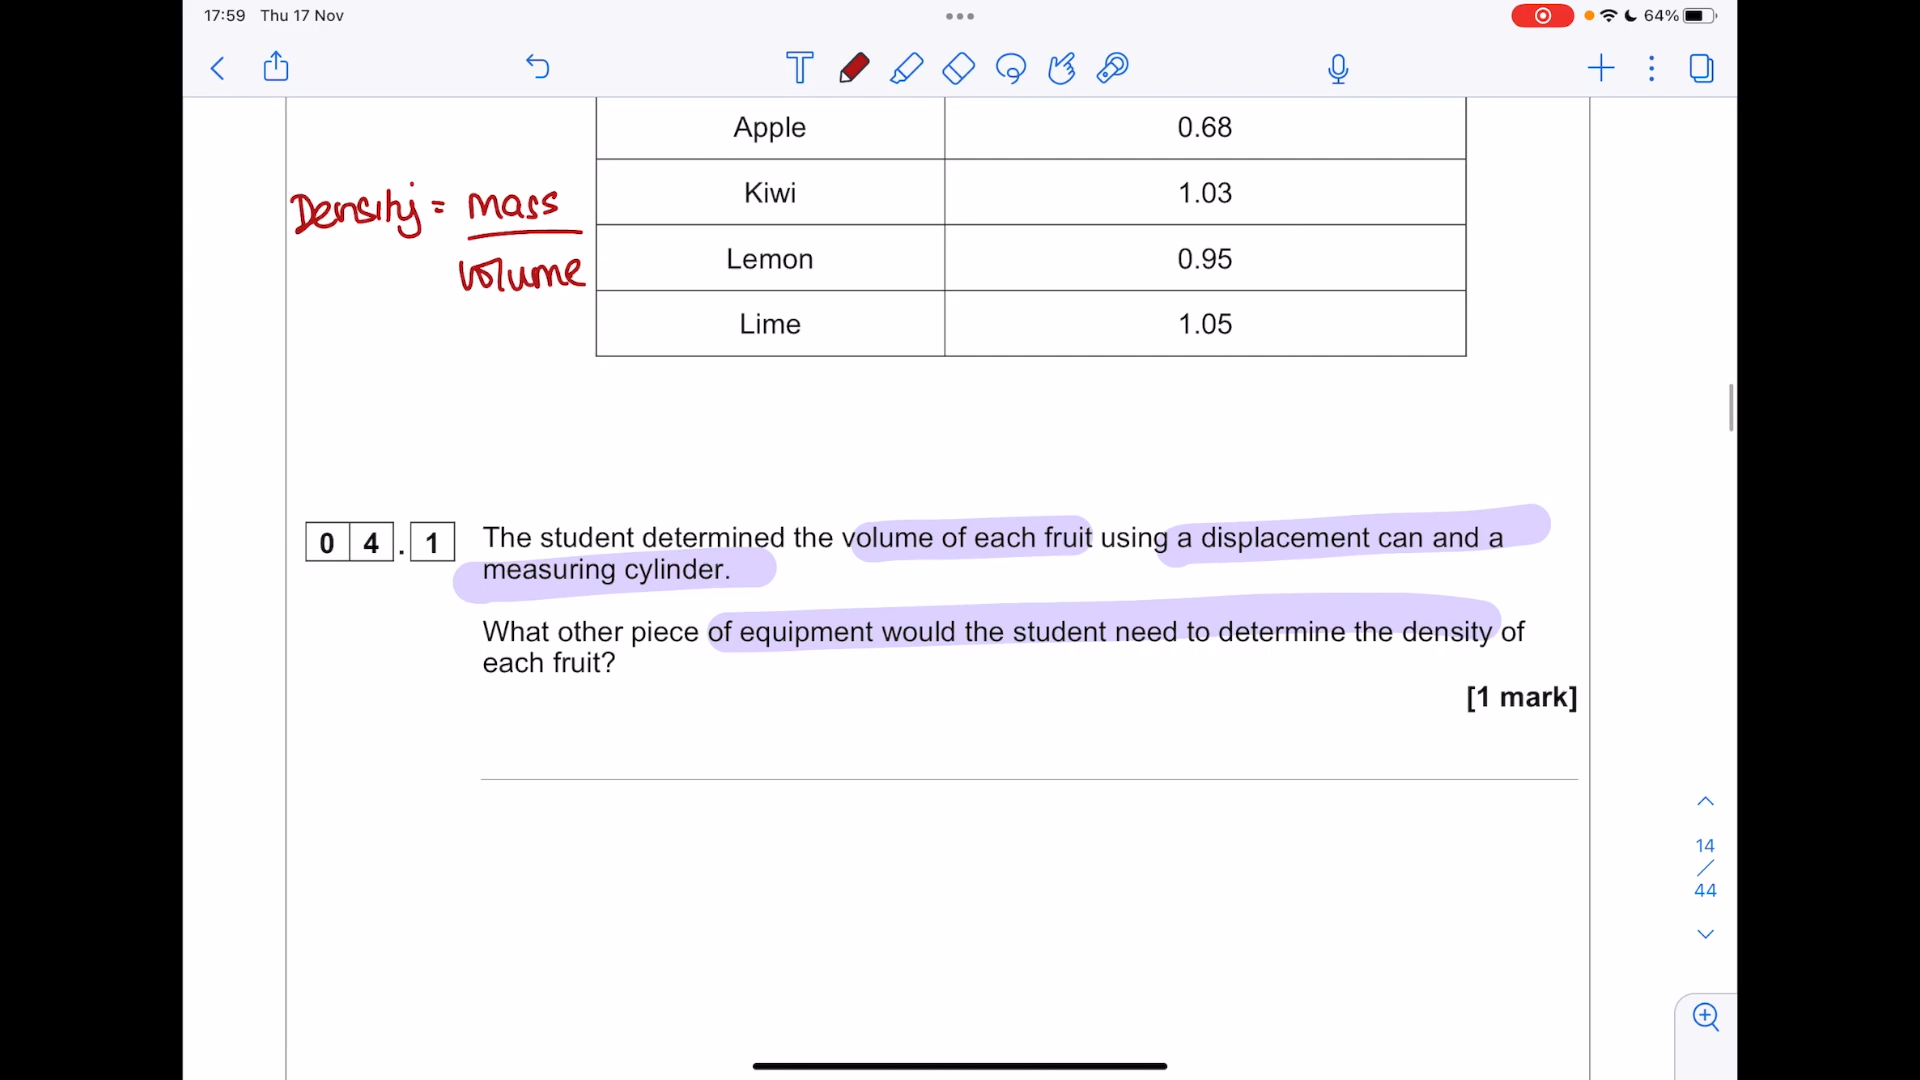 17:59 Thu 17 Nov
64%
Apple 0.68
Kiwi 1.03
Lemon 0.95
Lime 1.05
Density = mass
volume
0 4 . 1 The student determined the volume of each fruit using a displacement can and a
measuring cylinder.
What other piece of equipment would the student need to determine the density of
each fruit?
[1 mark]
14
/
44